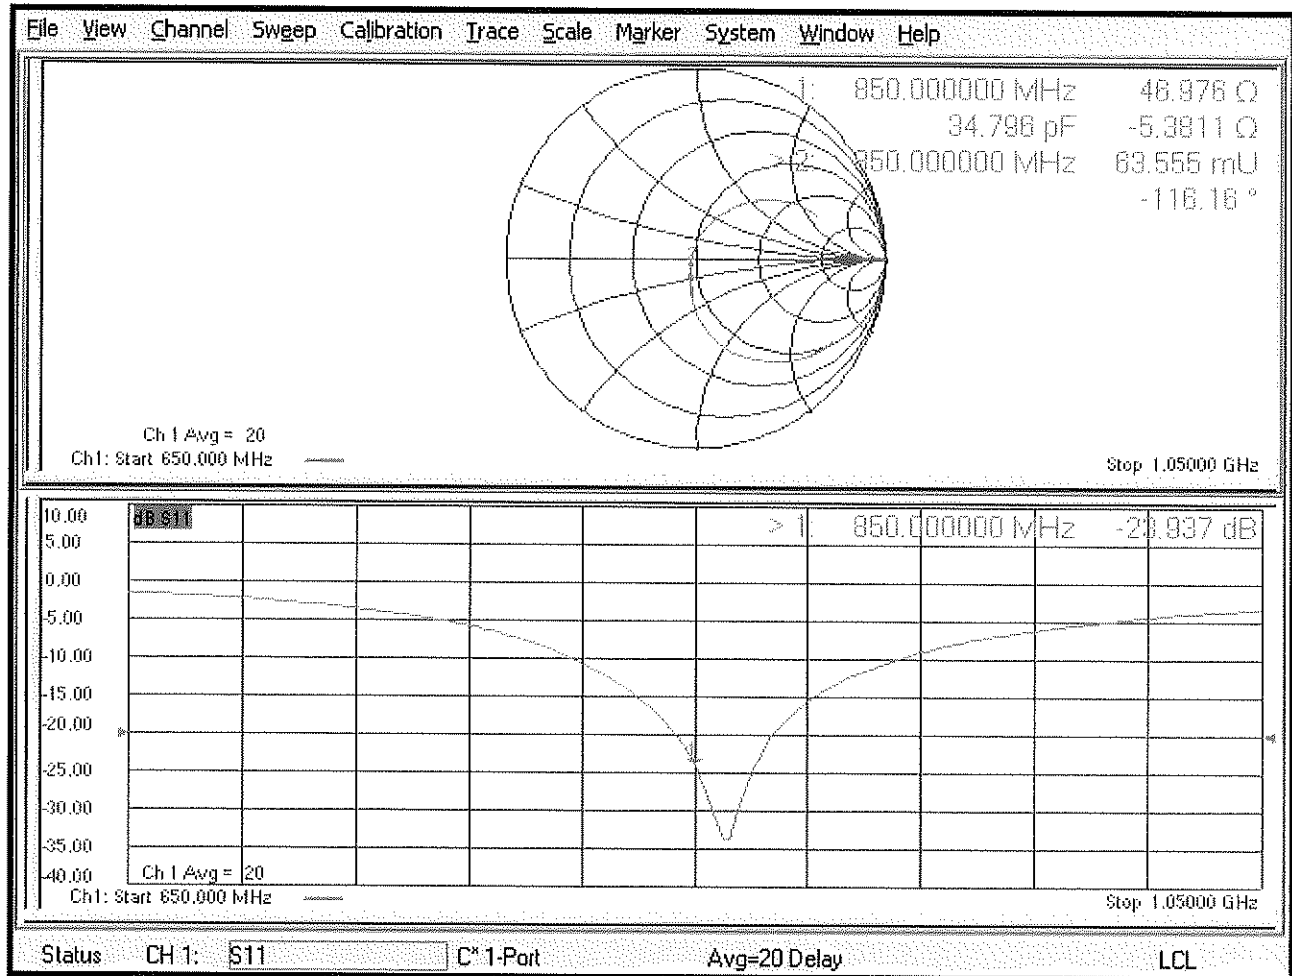 File View Channel Sweep Calibration Trace Scale Marker System Window Help
1: 850.000000 MHz 46.976 Ω
34.796 pF -5.3811 Ω
> 2: 850.000000 MHz 63.555 mU
-116.16 °
Ch 1 Avg = 20
Ch1: Start 650.000 MHz
Stop 1.05000 GHz
10.00
dB S11
> 1: 850.000000 MHz -23.937 dB
5.00
0.00
-5.00
-10.00
-15.00
-20.00
-25.00
-30.00
-35.00
-40.00
Ch 1 Avg = 20
Ch1: Start 650.000 MHz
Stop 1.05000 GHz
Status CH 1: S11 C* 1-Port Avg=20 Delay LCL